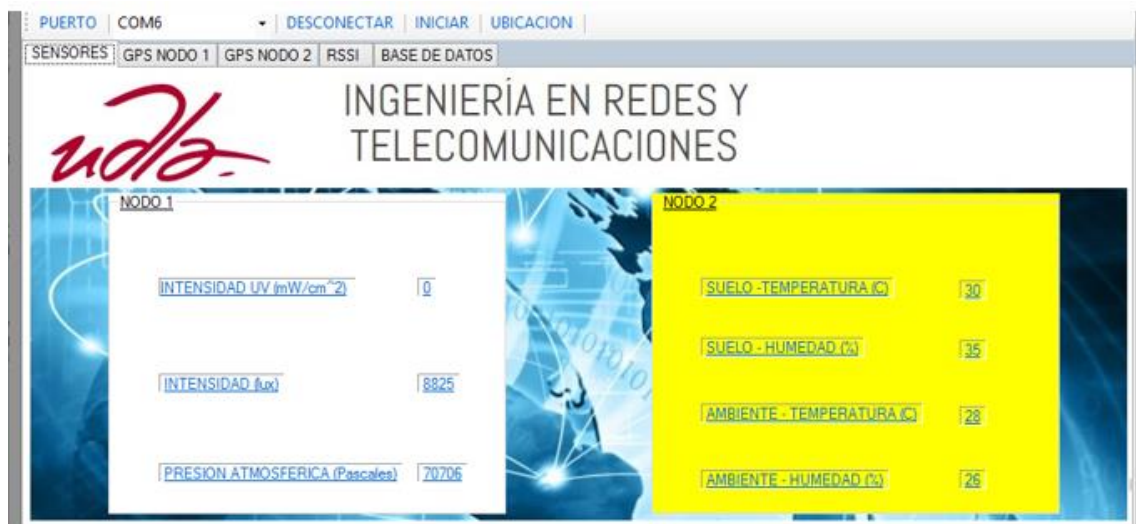 PUERTO COM6 DESCONECTAR INICIAR UBICACION
SENSORES GPS NODO 1 GPS NODO 2 RSSI BASE DE DATOS
udla-
INGENIERÍA EN REDES Y
TELECOMUNICACIONES
NODO 1
INTENSIDAD UV (mW/cm^2) 0
INTENSIDAD (lux) 8825
PRESION ATMOSFERICA (Pascales) 70706
NODO 2
SUELO -TEMPERATURA (C) 30
SUELO - HUMEDAD (%) 35
AMBIENTE - TEMPERATURA (C) 28
AMBIENTE - HUMEDAD (%) 26